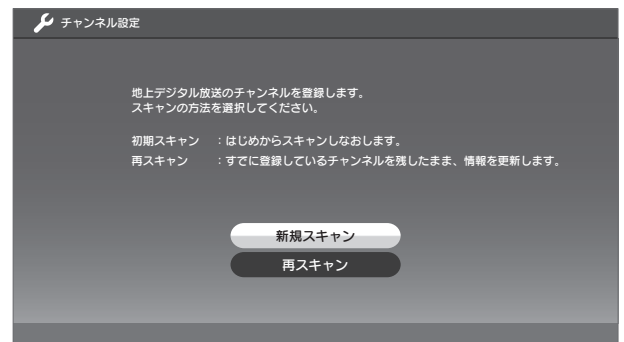 チャンネル設定
地上デジタル放送のチャンネルを登録します。
スキャンの方法を選択してください。
初期スキャン ：はじめからスキャンしなおします。
再スキャン ：すでに登録しているチャンネルを残したまま、情報を更新します。
新規スキャン
再スキャン